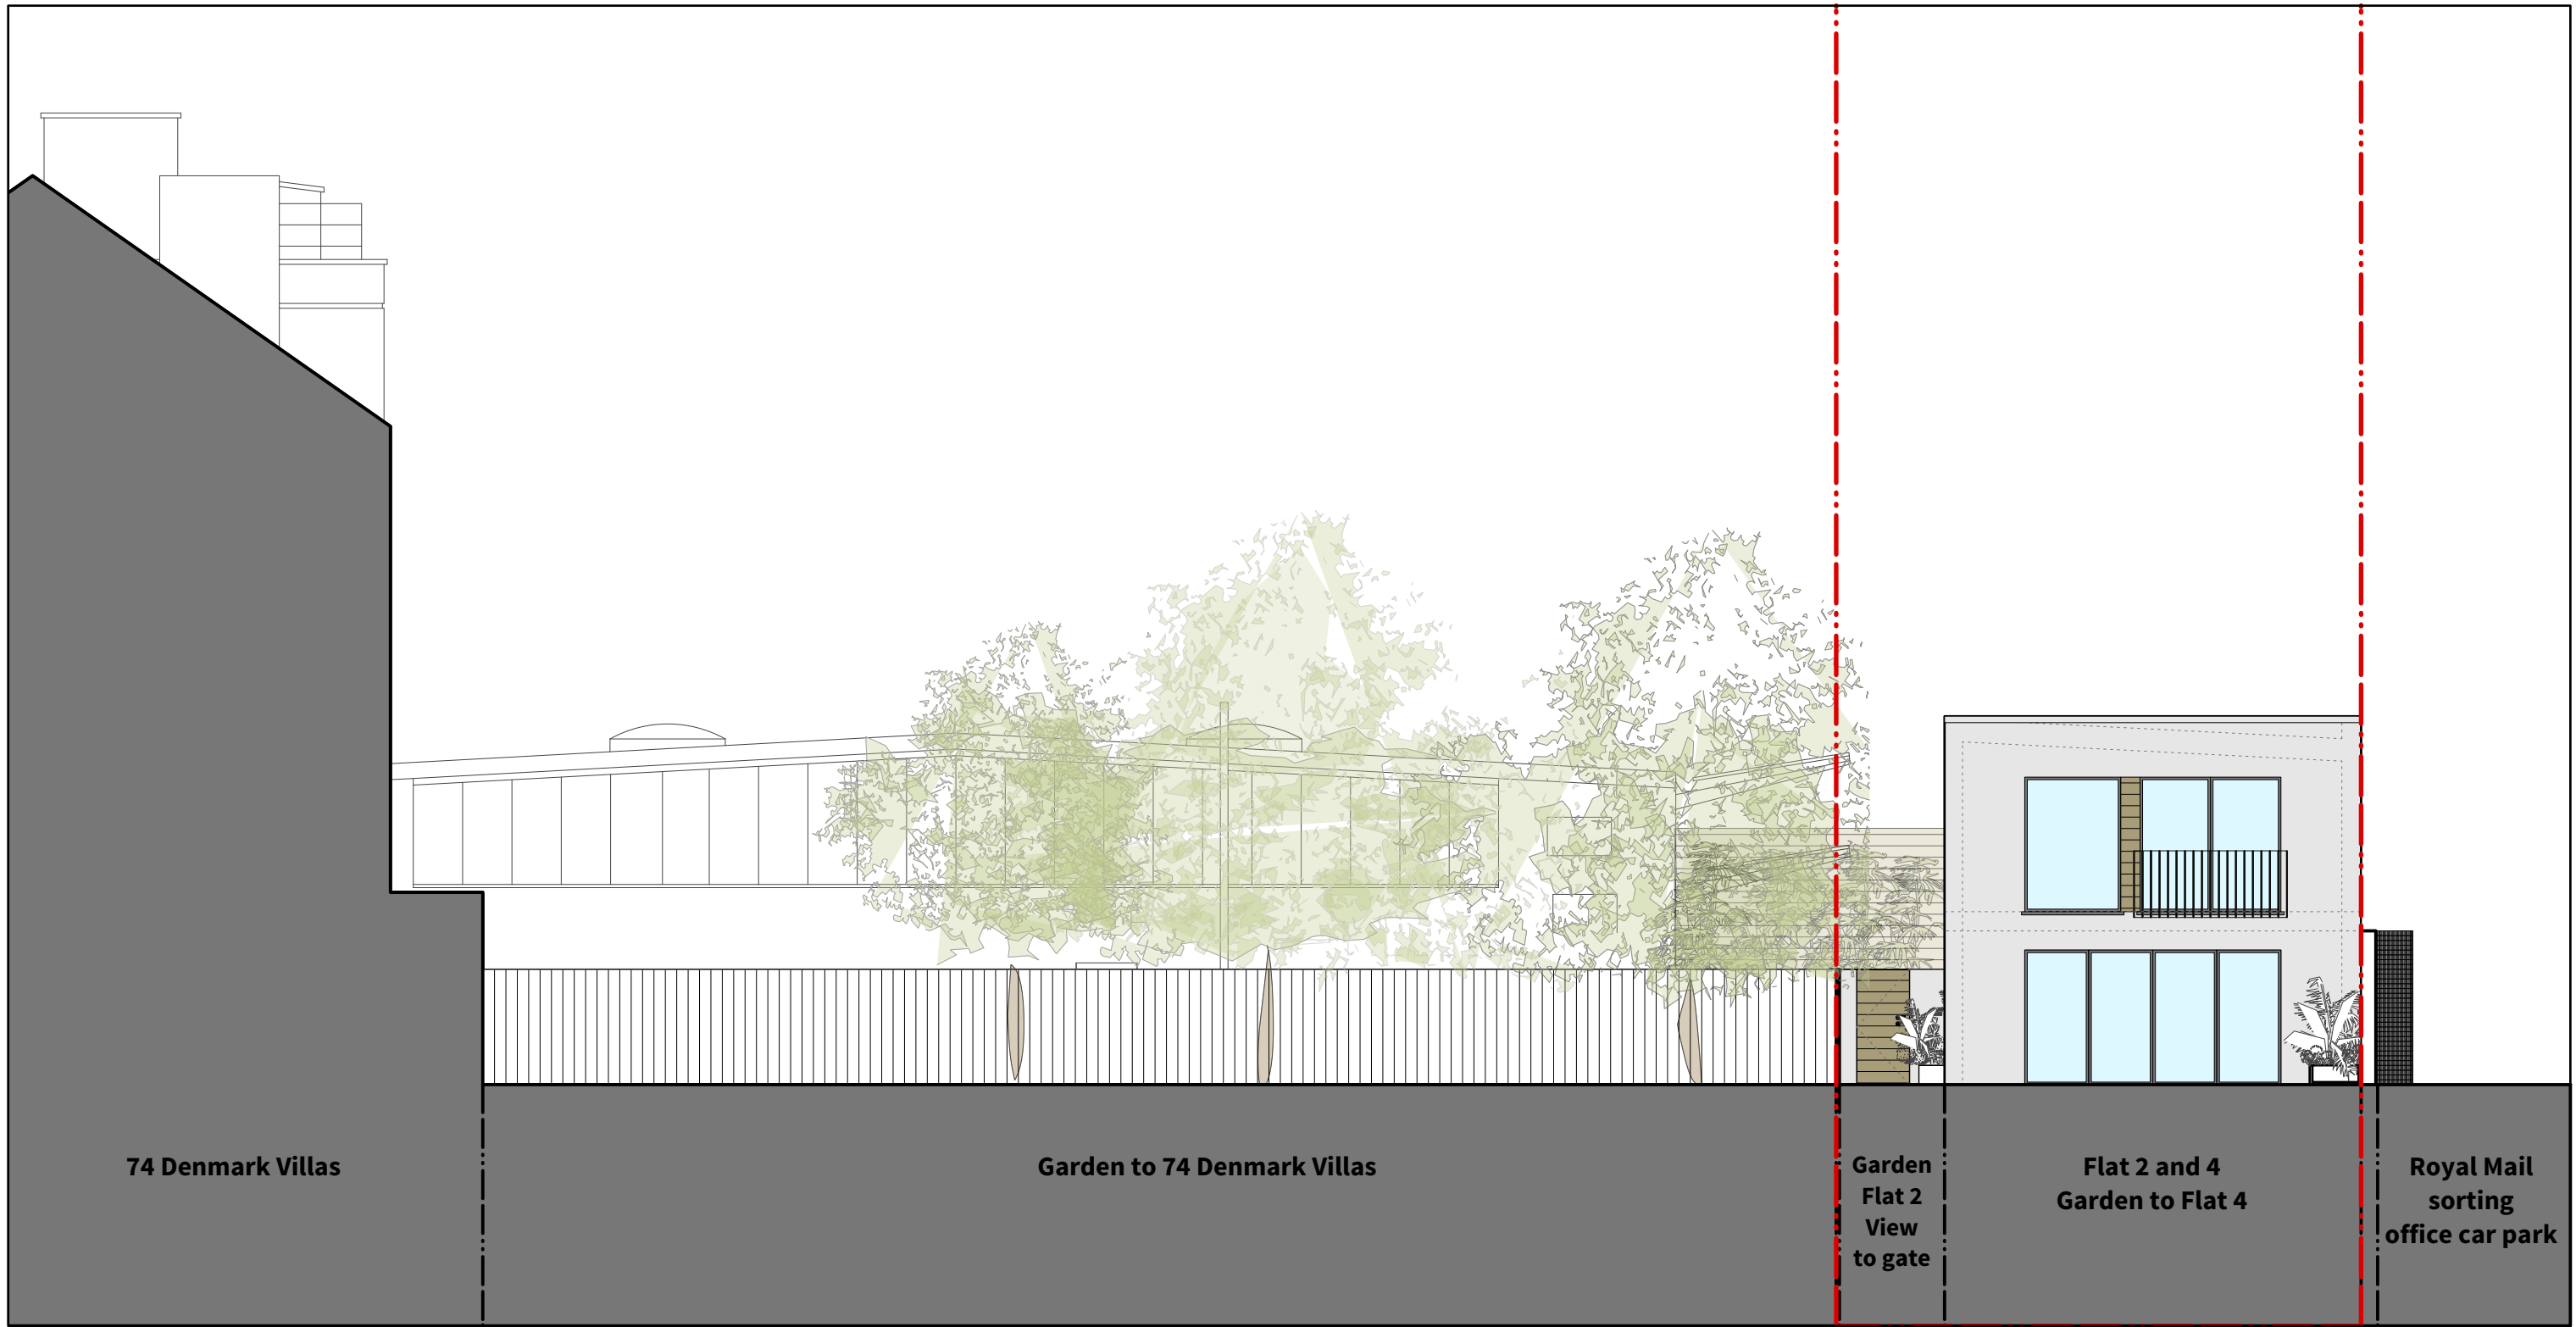 74 Denmark Villas
Garden to 74 Denmark Villas
Garden
Flat 2
View
to gate
Flat 2 and 4
Garden to Flat 4
Royal Mail
sorting
office car park